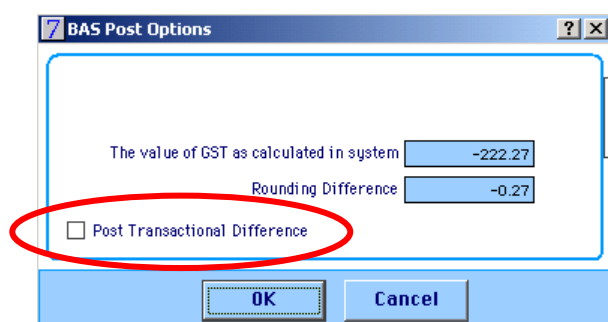 7 BAS Post Options ? X
The value of GST as calculated in system -222.27
Rounding Difference -0.27
Post Transactional Difference
OK Cancel